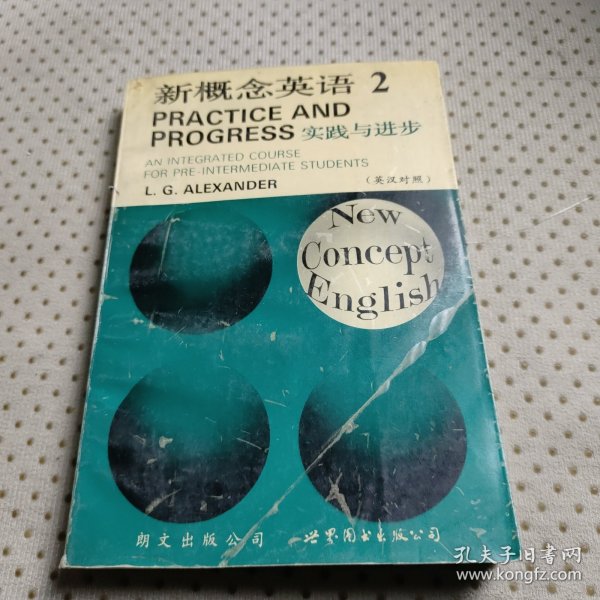 新概念英语 2
PRACTICE AND
PROGRESS 实践与进步
AN INTEGRATED COURSE
FOR PRE-INTERMEDIATE STUDENTS
L. G. ALEXANDER
(英汉对照)
New
Concept
English
朗文出版公司 世界图书出版公司
孔夫子旧书网
www.kongfz.com